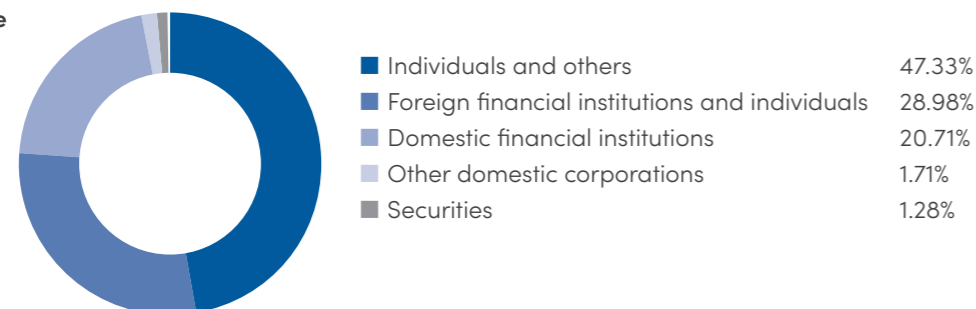 e
Individuals and others 47.33%
Foreign financial institutions and individuals 28.98%
Domestic financial institutions 20.71%
Other domestic corporations 1.71%
Securities 1.28%